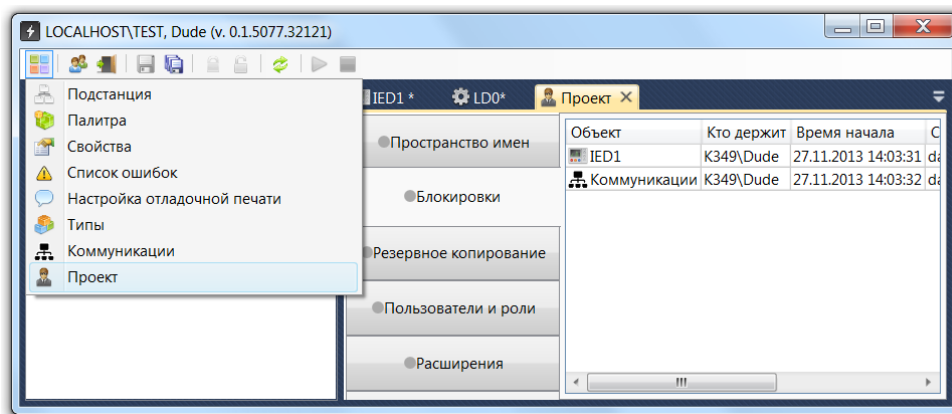 LOCALHOST\TEST, Dude (v. 0.1.5077.32121)
Подстанция
Палитра
Свойства
Список ошибок
Настройка отладочной печати
Типы
Коммуникации
Проект
IED1 *
LD0*
Проект
Пространство имен
Блокировки
Резервное копирование
Пользователи и роли
Расширения
Объект Кто держит Время начала С
IED1 K349\Dude 27.11.2013 14:03:31 da
Коммуникации K349\Dude 27.11.2013 14:03:32 da